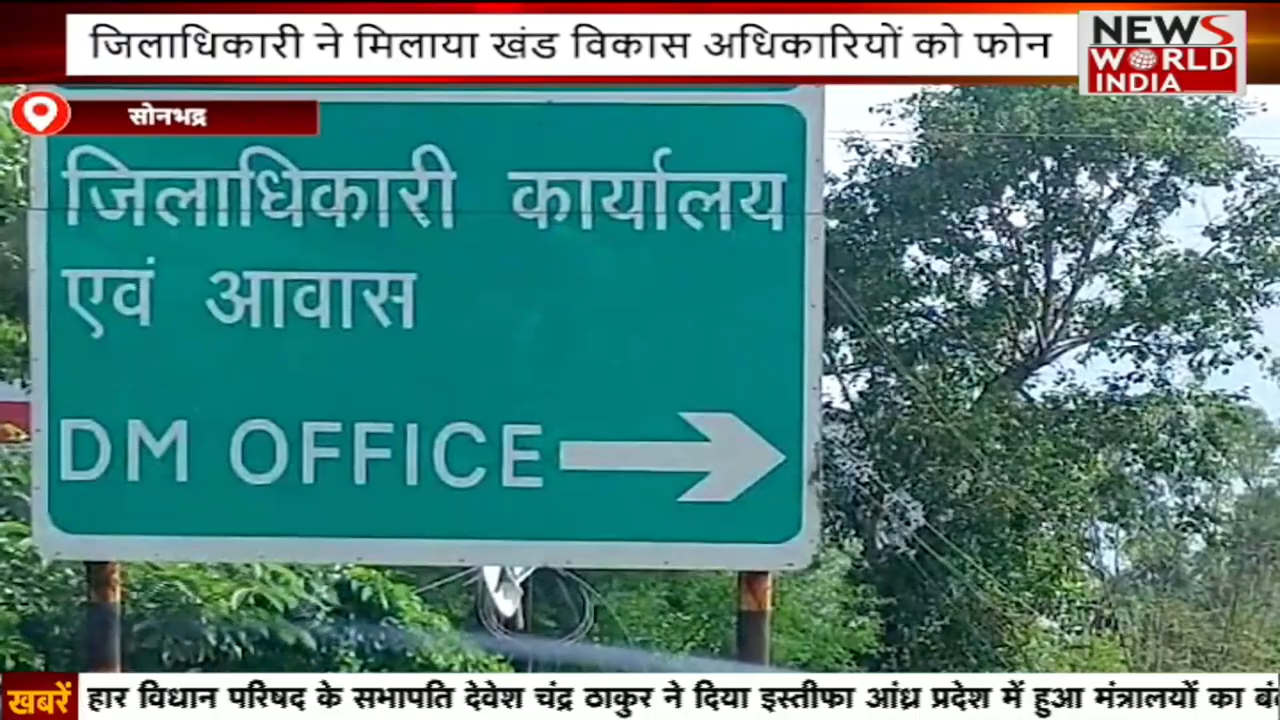 जिलाधिकारी ने मिलाया खंड विकास अधिकारियों को फोन
NEWS
WORLD
INDIA
सोनभद्र
जिलाधिकारी कार्यालय
एवं आवास
DM OFFICE
खबरें
हार विधान परिषद के सभापति देवेश चंद्र ठाकुर ने दिया इस्तीफा आंध्र प्रदेश में हुआ मंत्रालयों का